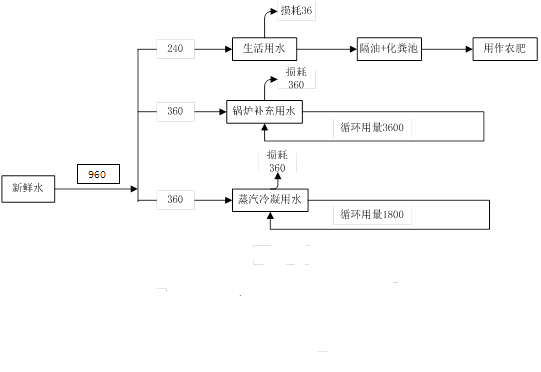 损耗36
240
生活用水
隔油+化粪池
用作农肥
损耗
360
360
锅炉补充用水
循环用量3600
960
新鲜水
损耗
360
360
蒸汽冷凝用水
循环用量1800